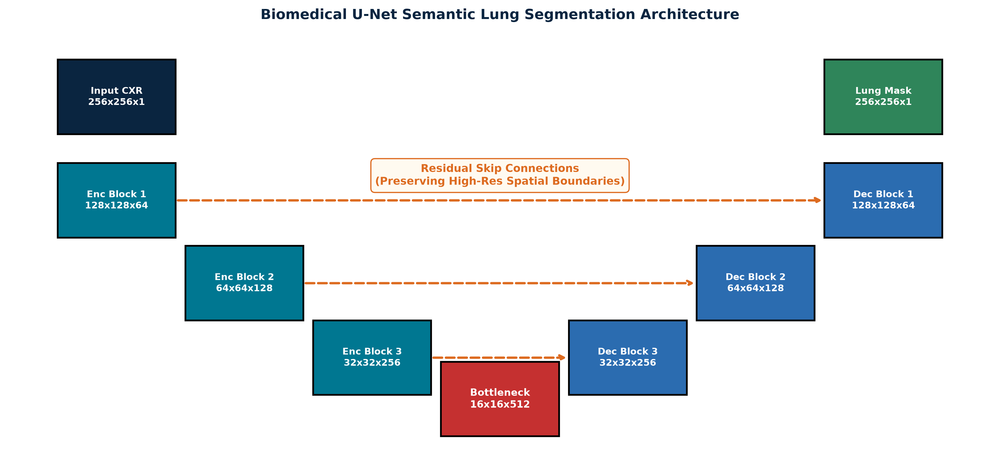 Biomedical U-Net Semantic Lung Segmentation Architecture
Input CXR
256x256x1
Lung Mask
256x256x1
Residual Skip Connections
(Preserving High-Res Spatial Boundaries)
Enc Block 1
128x128x64
Dec Block 1
128x128x64
Enc Block 2
64x64x128
Dec Block 2
64x64x128
Enc Block 3
32x32x256
Dec Block 3
32x32x256
Bottleneck
16x16x512